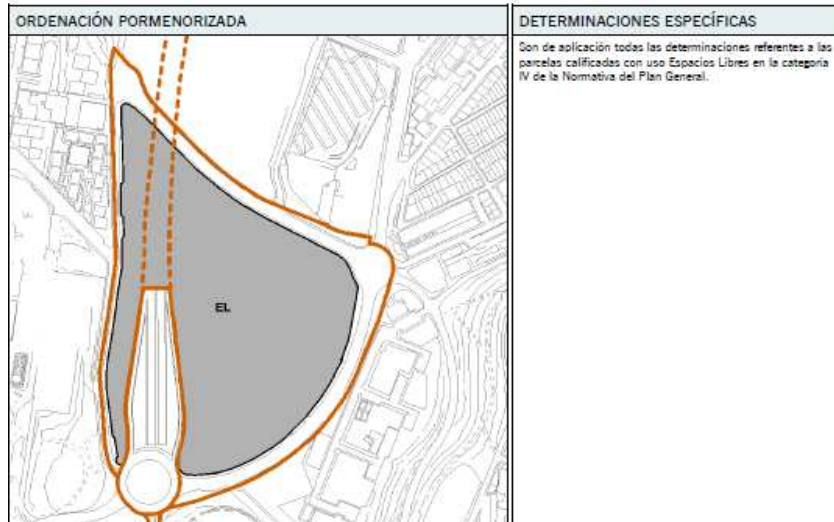 ORDENACIÓN PORMENORIZADA
EL
DETERMINACIONES ESPECÍFICAS
Son de aplicación todas las determinaciones referentes a las
parcelas calificadas con uso Espacios Libres en la categoria
IV de la Normativa del Plan General.